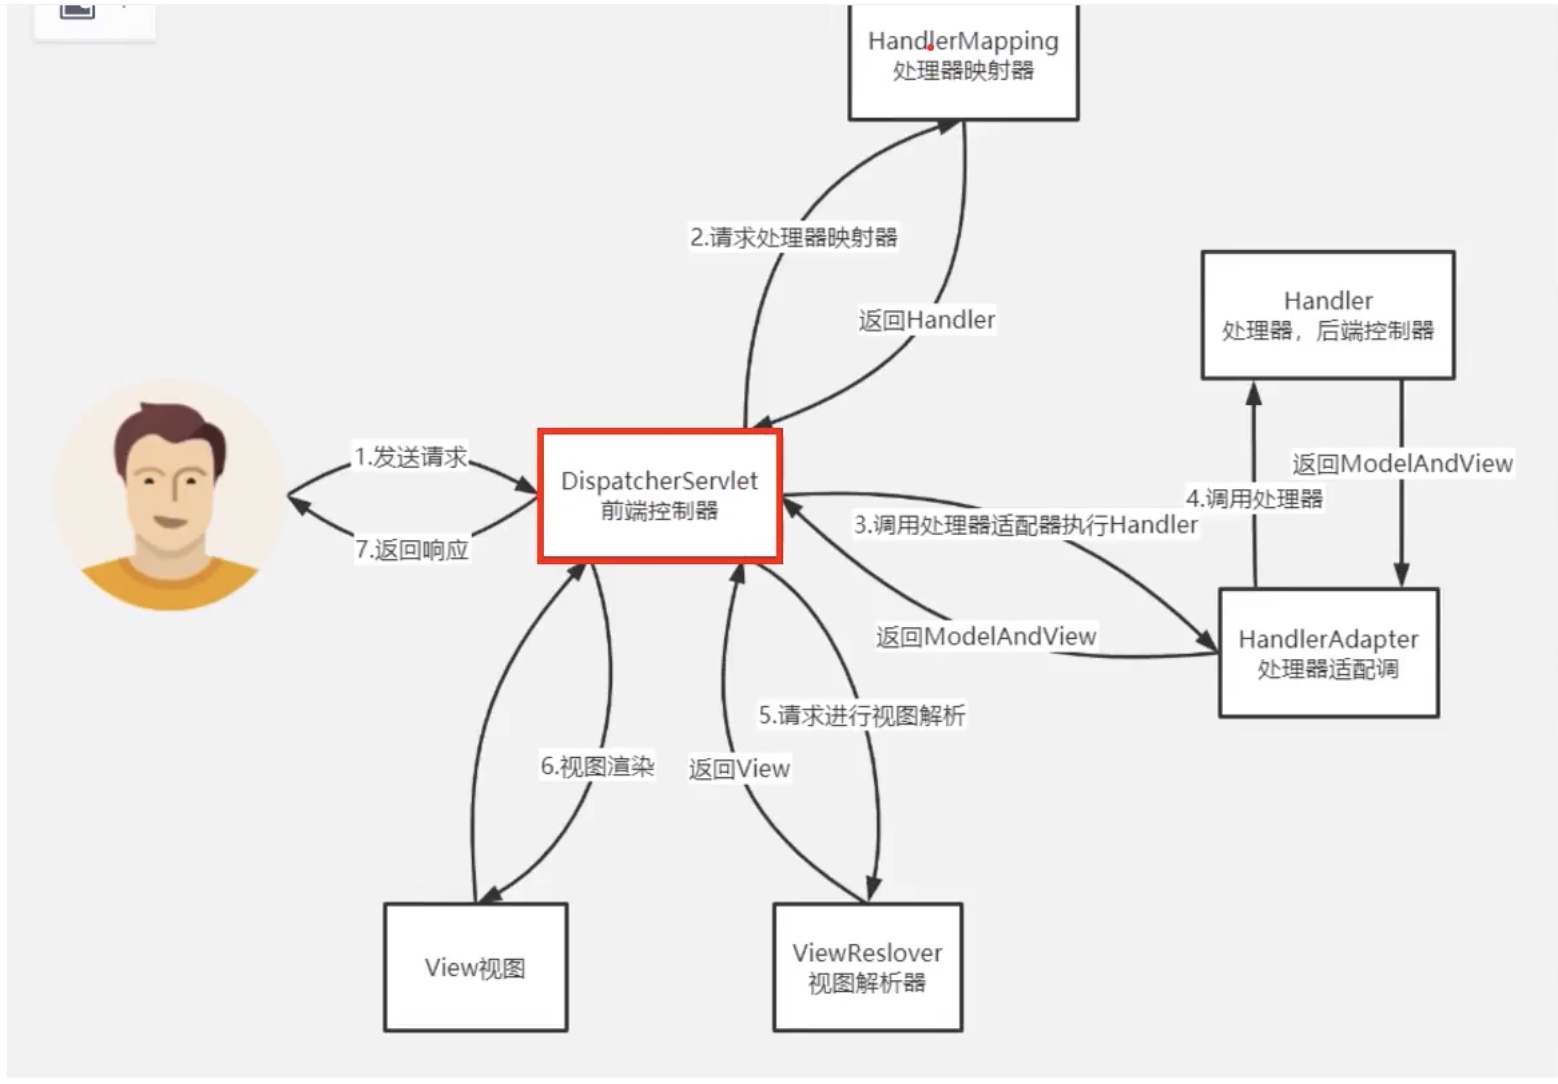 HandlerMapping
处理器映射器
2.请求处理器映射器
返回Handler
Handler
处理器，后端控制器
1.发送请求
DispatcherServlet
前端控制器
7.返回响应
3.调用处理器适配器执行Handler
4.调用处理器
返回ModelAndView
返回ModelAndView
HandlerAdapter
处理器适配调
5.请求进行视图解析
6.视图渲染
返回View
View视图
ViewReslover
视图解析器